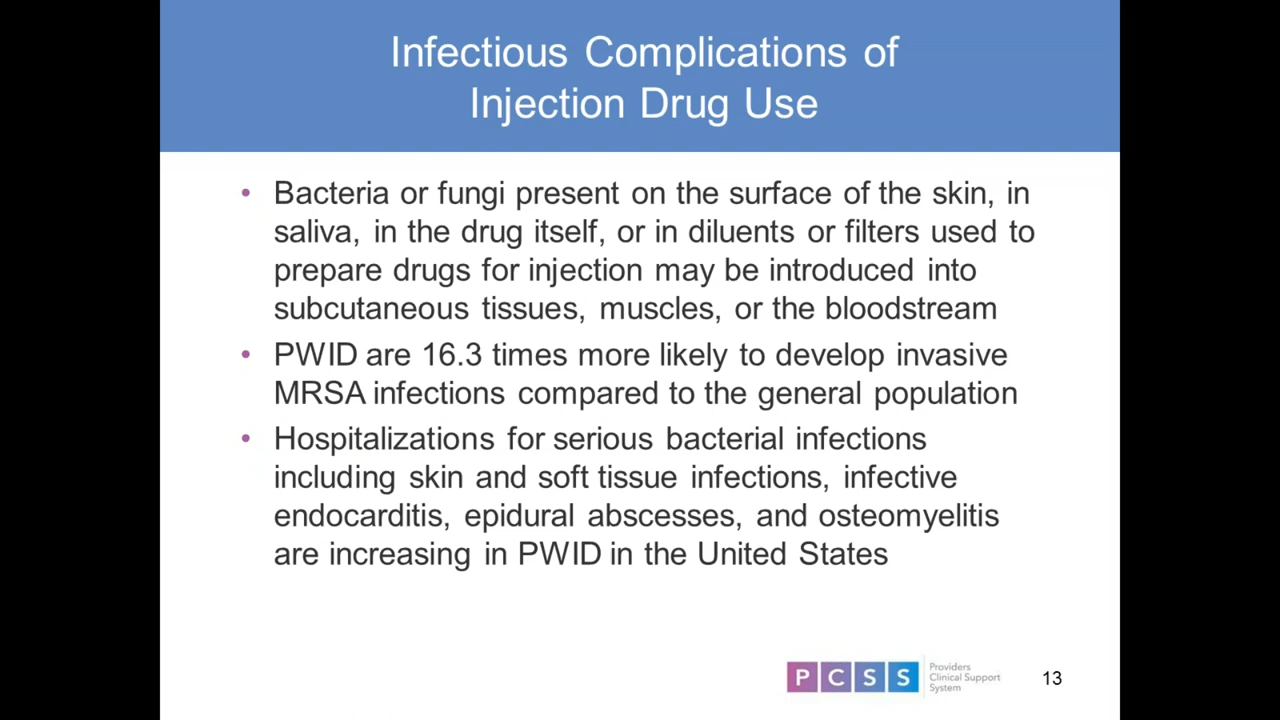 Infectious Complications of
Injection Drug Use
• Bacteria or fungi present on the surface of the skin, in
saliva, in the drug itself, or in diluents or filters used to
prepare drugs for injection may be introduced into
subcutaneous tissues, muscles, or the bloodstream
• PWID are 16.3 times more likely to develop invasive
MRSA infections compared to the general population
• Hospitalizations for serious bacterial infections
including skin and soft tissue infections, infective
endocarditis, epidural abscesses, and osteomyelitis
are increasing in PWID in the United States
PCSS
Providers
Clinical Support
System
13